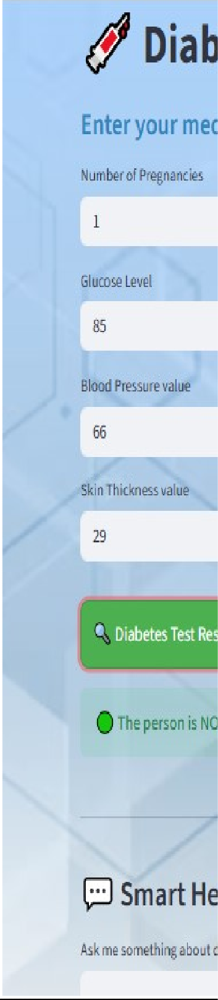 Diab
Enter your med
Number of Pregnancies
1
Glucose Level
85
Blood Pressure value
66
Skin Thickness value
29
Diabetes Test Res
The person is NO
Smart He
Ask me something about d